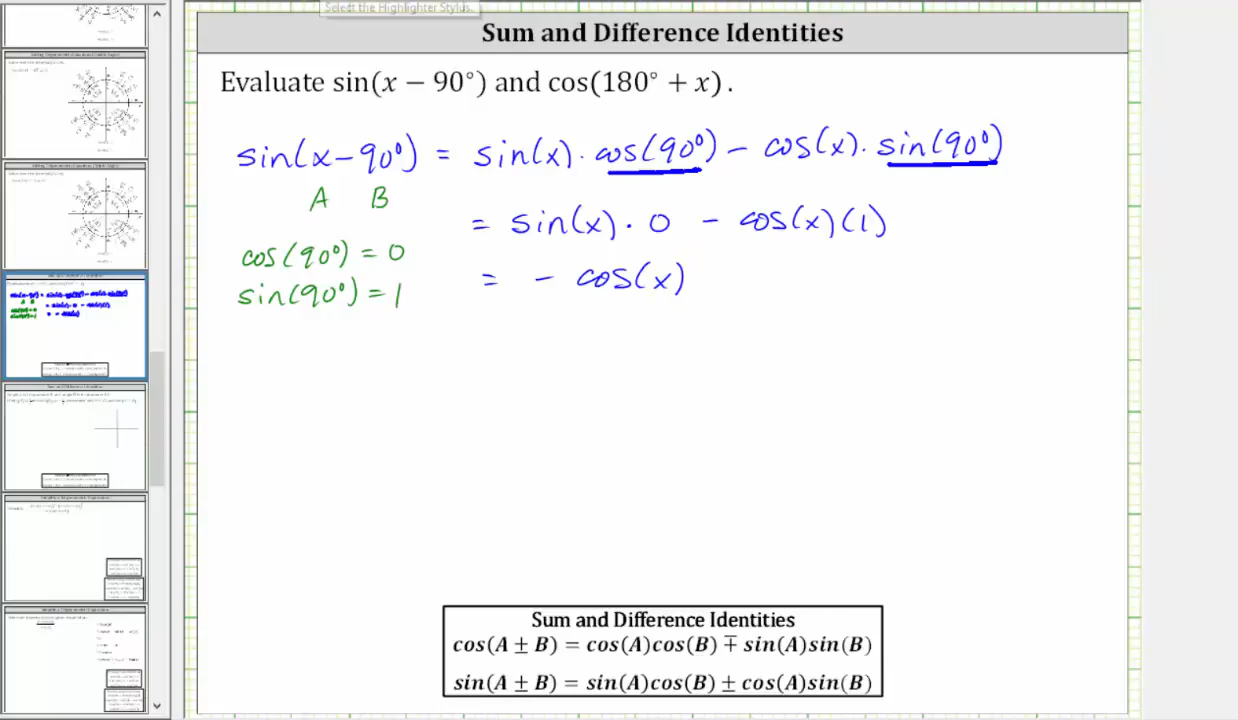 Select the Highlighter Stylus.
Sum and Difference Identities
Evaluate sin(x − 90°) and cos(180° + x).
sin(x-90°) = sin(x)·cos(90°) - cos(x)·sin(90°)
A B
= sin(x)·0 - cos(x)(1)
cos(90°) = 0
= - cos(x)
sin(90°) = 1
Sum and Difference Identities
cos(A ± B) = cos(A)cos(B) ∓ sin(A)sin(B)
sin(A ± B) = sin(A)cos(B) ± cos(A)sin(B)